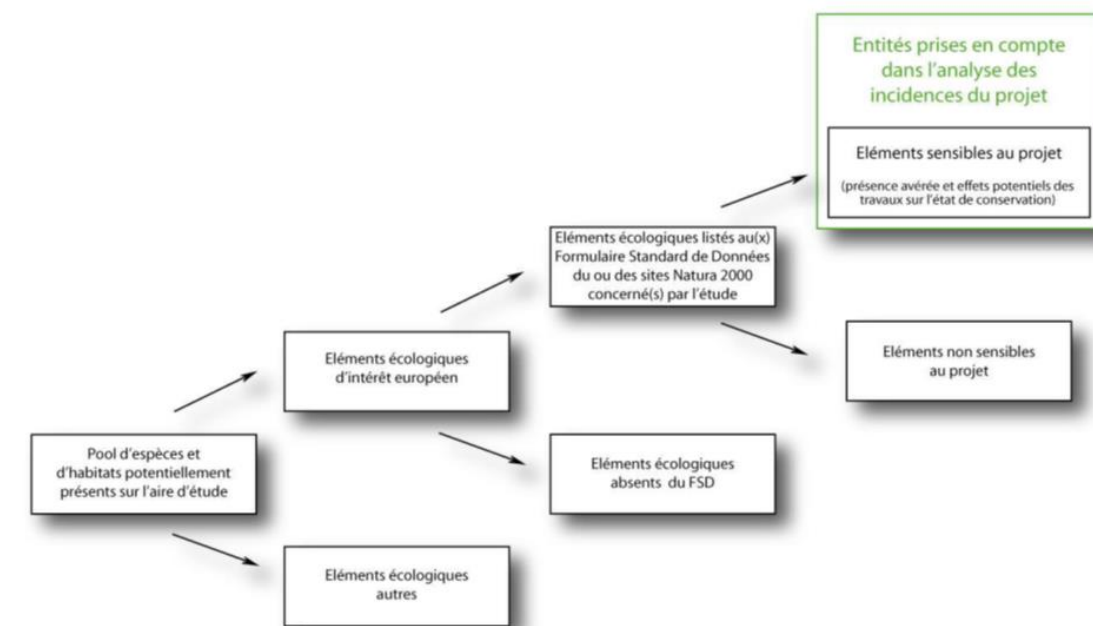 Entités prises en compte
dans l'analyse des
incidences du projet
Eléments sensibles au projet
(présence avérée et effets potentiels des
travaux sur l'état de conservation)
Eléments écologiques listés au(x)
Formulaire Standard de Données
du ou des sites Natura 2000
concerné(s) par l'étude
Eléments non sensibles
au projet
Eléments écologiques
d'intérêt européen
Eléments écologiques
absents du FSD
Pool d'espèces et
d'habitats potentiellement
présents sur l'aire d'étude
Eléments écologiques
autres